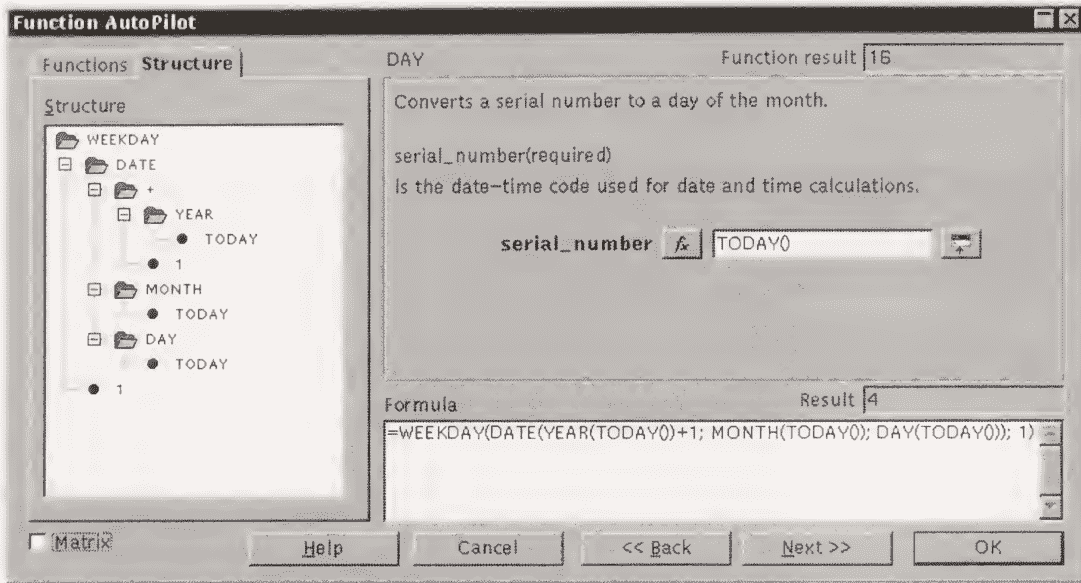 Function AutoPilot
Functions Structure
Structure
WEEKDAY
DATE
+
YEAR
TODAY
1
MONTH
TODAY
DAY
TODAY
1
DAY
Function result 16
Converts a serial number to a day of the month.
serial_number(required)
Is the date-time code used for date and time calculations.
serial_number fx TODAY()
Result 4
Formula
=WEEKDAY(DATE(YEAR(TODAY())+1; MONTH(TODAY()); DAY(TODAY())); 1)
Matrix
Help
Cancel
<< Back
Next >>
OK